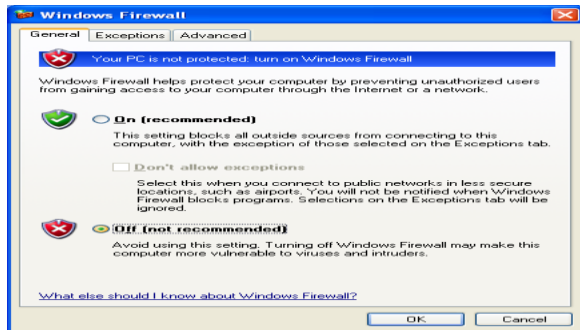 Windows Firewall
General Exceptions Advanced
Your PC is not protected: turn on Windows Firewall
Windows Firewall helps protect your computer by preventing unauthorized users
from gaining access to your computer through the Internet or a network.
On (recommended)
This setting blocks all outside sources from connecting to this
computer, with the exception of those selected on the Exceptions tab.
Don't allow exceptions
Select this when you connect to public networks in less secure
locations, such as airports. You will not be notified when Windows
Firewall blocks programs. Selections on the Exceptions tab will be
ignored.
Off (not recommended)
Avoid using this setting. Turning off Windows Firewall may make this
computer more vulnerable to viruses and intruders.
What else should I know about Windows Firewall?
OK Cancel